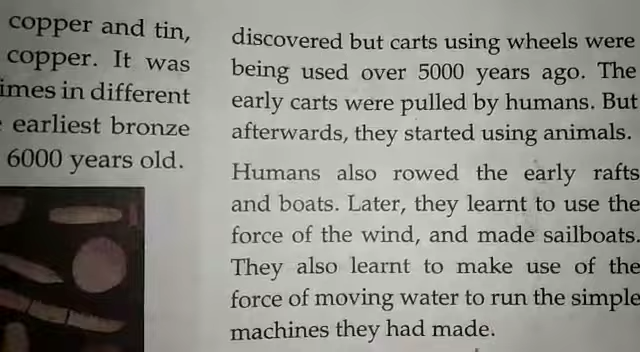 copper and tin,
copper. It was
imes in different
earliest bronze
6000 years old.
discovered but carts using wheels were
being used over 5000 years ago. The
early carts were pulled by humans. But
afterwards, they started using animals.
Humans also rowed the early rafts
and boats. Later, they learnt to use the
force of the wind, and made sailboats.
They also learnt to make use of the
force of moving water to run the simple
machines they had made.